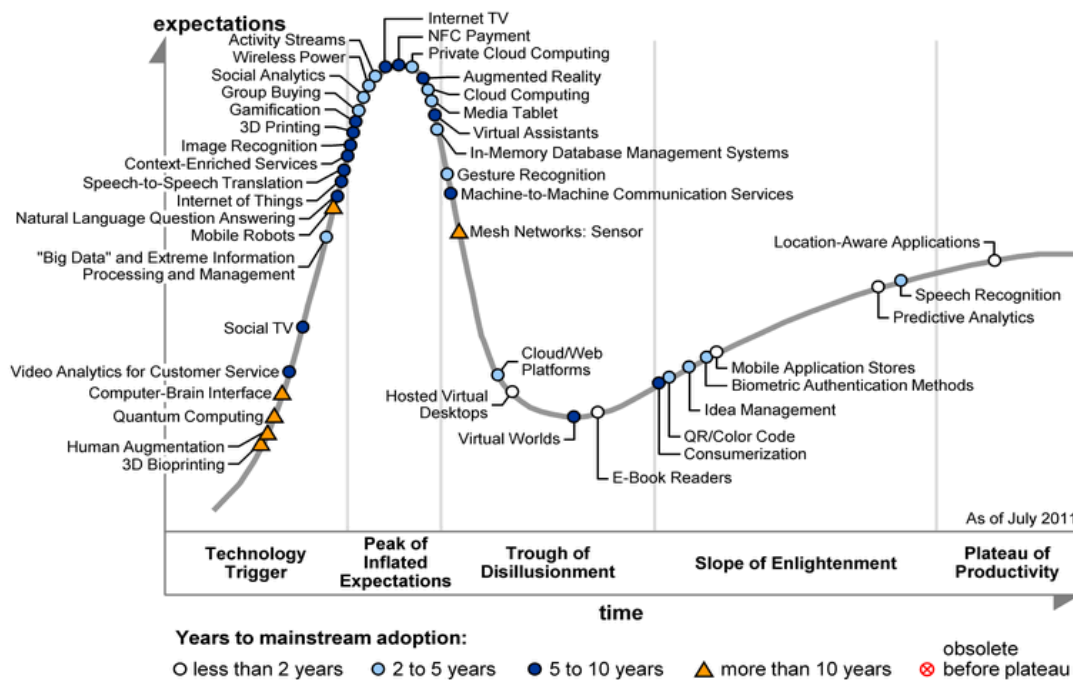 expectations
Internet TV
NFC Payment
Private Cloud Computing
Augmented Reality
Cloud Computing
Media Tablet
Virtual Assistants
In-Memory Database Management Systems
Gesture Recognition
Machine-to-Machine Communication Services
Mesh Networks: Sensor
Activity Streams
Wireless Power
Social Analytics
Group Buying
Gamification
3D Printing
Image Recognition
Context-Enriched Services
Speech-to-Speech Translation
Internet of Things
Natural Language Question Answering
Mobile Robots
"Big Data" and Extreme Information
Processing and Management
Social TV
Video Analytics for Customer Service
Computer-Brain Interface
Quantum Computing
Human Augmentation
3D Bioprinting
Cloud/Web
Platforms
Hosted Virtual
Desktops
Virtual Worlds
E-Book Readers
Location-Aware Applications
Speech Recognition
Predictive Analytics
Mobile Application Stores
Biometric Authentication Methods
Idea Management
QR/Color Code
Consumerization
As of July 2011
Technology
Trigger
Peak of
Inflated
Expectations
Trough of
Disillusionment
Slope of Enlightenment
Plateau of
Productivity
time
Years to mainstream adoption:
less than 2 years
2 to 5 years
5 to 10 years
more than 10 years
obsolete
before plateau